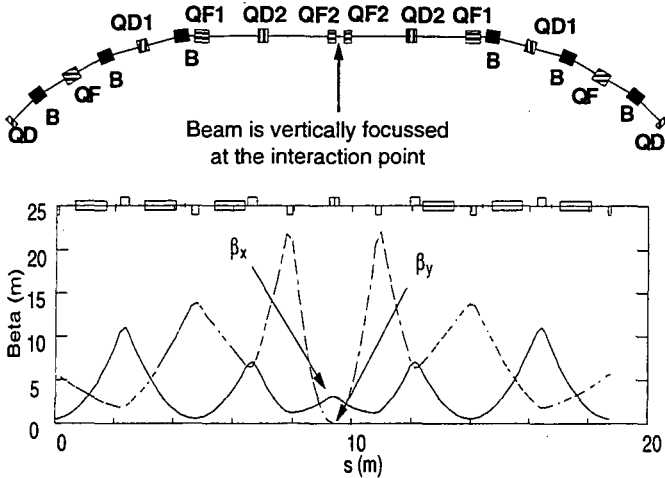 QD1 QF1 QD2 QF2 QF2 QD2 QF1 QD1
B B
B B
QF QF
B B
QD QD
Beam is vertically focussed
at the interaction point
25
20
15
10
5
0
Beta (m)
βx
βy
0 10 20
s (m)